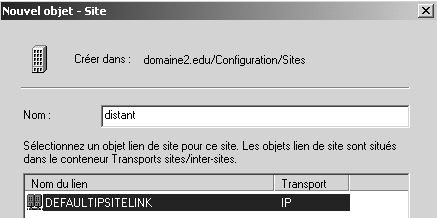 Nouvel objet - Site
Créer dans : domaine2.edu/Configuration/Sites
Nom : distant
Sélectionnez un objet lien de site pour ce site. Les objets lien de site sont situés
dans le conteneur Transports sites/inter-sites.
Nom du lien Transport
DEFAULTIPSITELINK IP